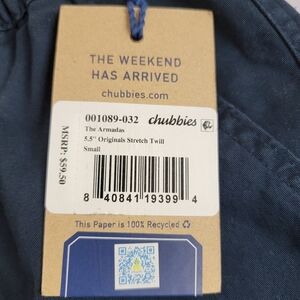 THE WEEKEND
HAS ARRIVED
chubbies.com
001089-032 chubbies
The Armadas
5.5" Originals Stretch Twill
Small
MSRP: $59.50
8 40841 19399 4
This Paper is 100% Recycled